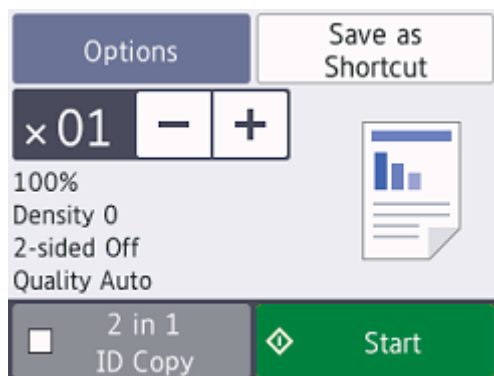 Options
Save as
Shortcut
×01
−
+
100%
Density 0
2-sided Off
Quality Auto
2 in 1
ID Copy
Start